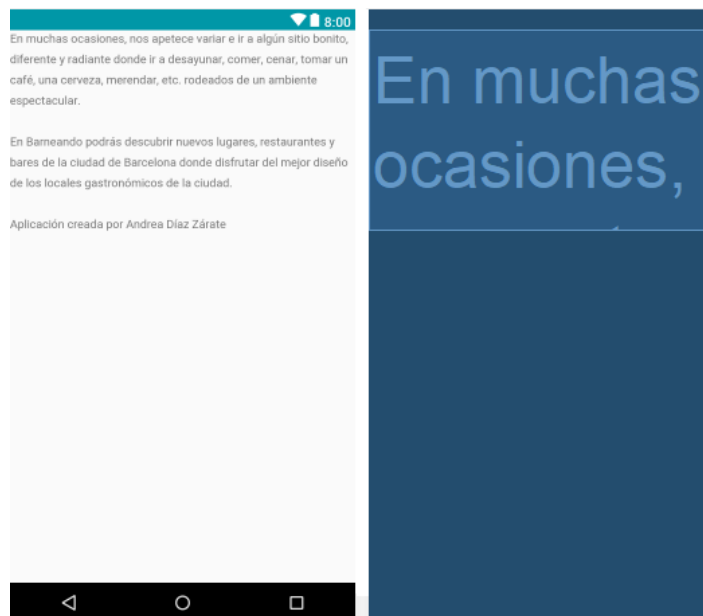 8:00
En muchas ocasiones, nos apetece variar e ir a algún sitio bonito,
diferente y radiante donde ir a desayunar, comer, cenar, tomar un
café, una cerveza, merendar, etc. rodeados de un ambiente
espectacular.
En Barneando podrás descubrir nuevos lugares, restaurantes y
bares de la ciudad de Barcelona donde disfrutar del mejor diseño
de los locales gastronómicos de la ciudad.
Aplicación creada por Andrea Díaz Zárate
En muchas
ocasiones,